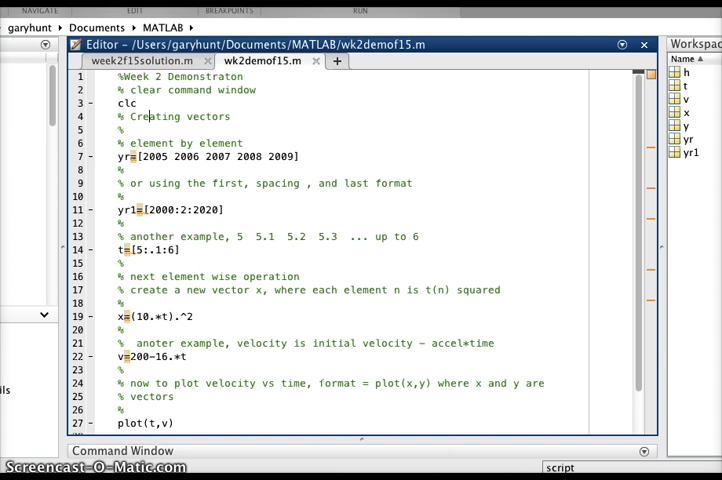 NAVIGATE EDIT BREAKPOINTS RUN
garyhunt ▸ Documents ▸ MATLAB ▸
Editor - /Users/garyhunt/Documents/MATLAB/wk2demof15.m
Workspac
week2f15solution.m × wk2demof15.m × +
Name ▲
h
t
v
x
y
yr
yr1
1 %Week 2 Demonstraton
2 % clear command window
3 - clc
4 % Creating vectors
5 %
6 % element by element
7 - yr=[2005 2006 2007 2008 2009]
8 %
9 % or using the first, spacing , and last format
10 %
11 - yr1=[2000:2:2020]
12 %
13 % another example, 5 5.1 5.2 5.3 ... up to 6
14 - t=[5:.1:6]
15 %
16 % next element wise operation
17 % create a new vector x, where each element n is t(n) squared
18 %
19 - x=(10.*t).^2
20 %
21 % anoter example, velocity is initial velocity - accel*time
22 - v=200-16.*t
23 %
24 % now to plot velocity vs time, format = plot(x,y) where x and y are
25 % vectors
26 %
27 - plot(t,v)
ils
Command Window
Screencast-O-Matic.com
script